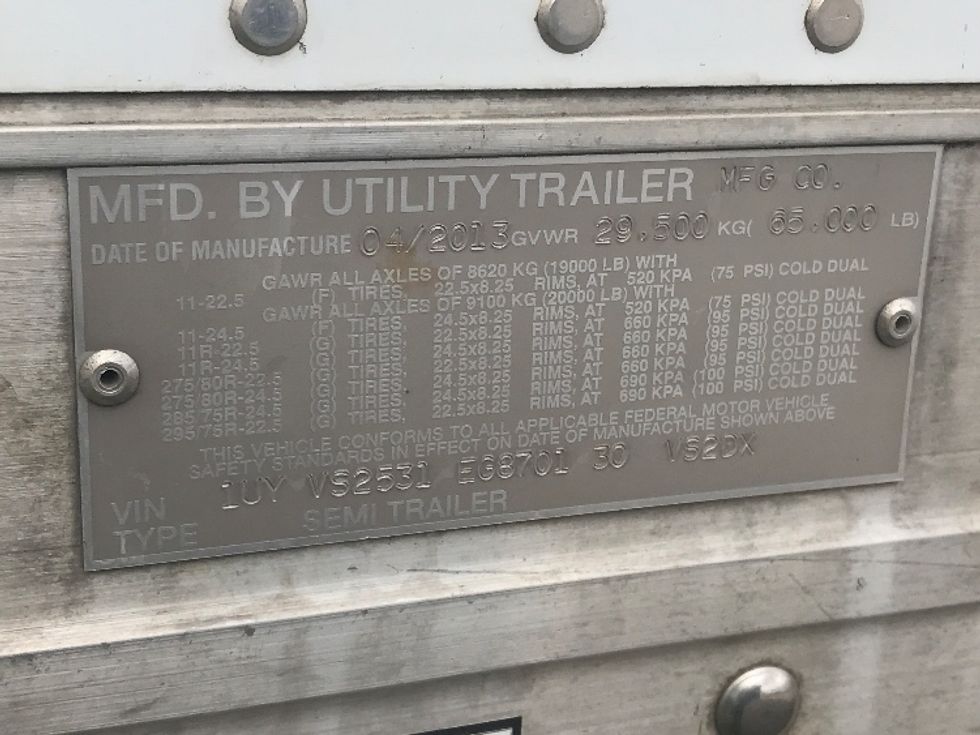 MFD. BY UTILITY TRAILER MFG CO.
DATE OF MANUFACTURE 04/2013 GVWR 29,500 KG( 65,000 LB)
GAWR ALL AXLES OF 8620 KG (19000 LB) WITH
11-22.5 (F) TIRES, 22.5x8.25 RIMS, AT 520 KPA (75 PSI) COLD DUAL
GAWR ALL AXLES OF 9100 KG (20000 LB) WITH
11-24.5 (F) TIRES, 24.5x8.25 RIMS, AT 520 KPA (75 PSI) COLD DUAL
11R-22.5 (G) TIRES, 22.5x8.25 RIMS, AT 660 KPA (95 PSI) COLD DUAL
11R-24.5 (G) TIRES, 24.5x8.25 RIMS, AT 660 KPA (95 PSI) COLD DUAL
275/80R-22.5 (G) TIRES, 22.5x8.25 RIMS, AT 660 KPA (95 PSI) COLD DUAL
275/80R-24.5 (G) TIRES, 24.5x8.25 RIMS, AT 660 KPA (95 PSI) COLD DUAL
285/75R-24.5 (G) TIRES, 24.5x8.25 RIMS, AT 690 KPA (100 PSI) COLD DUAL
295/75R-22.5 (G) TIRES, 22.5x8.25 RIMS, AT 690 KPA (100 PSI) COLD DUAL
THIS VEHICLE CONFORMS TO ALL APPLICABLE FEDERAL MOTOR VEHICLE
SAFETY STANDARDS IN EFFECT ON DATE OF MANUFACTURE SHOWN ABOVE
VIN 1UY VS2531 EG8701 30 VS2DX
TYPE SEMI TRAILER